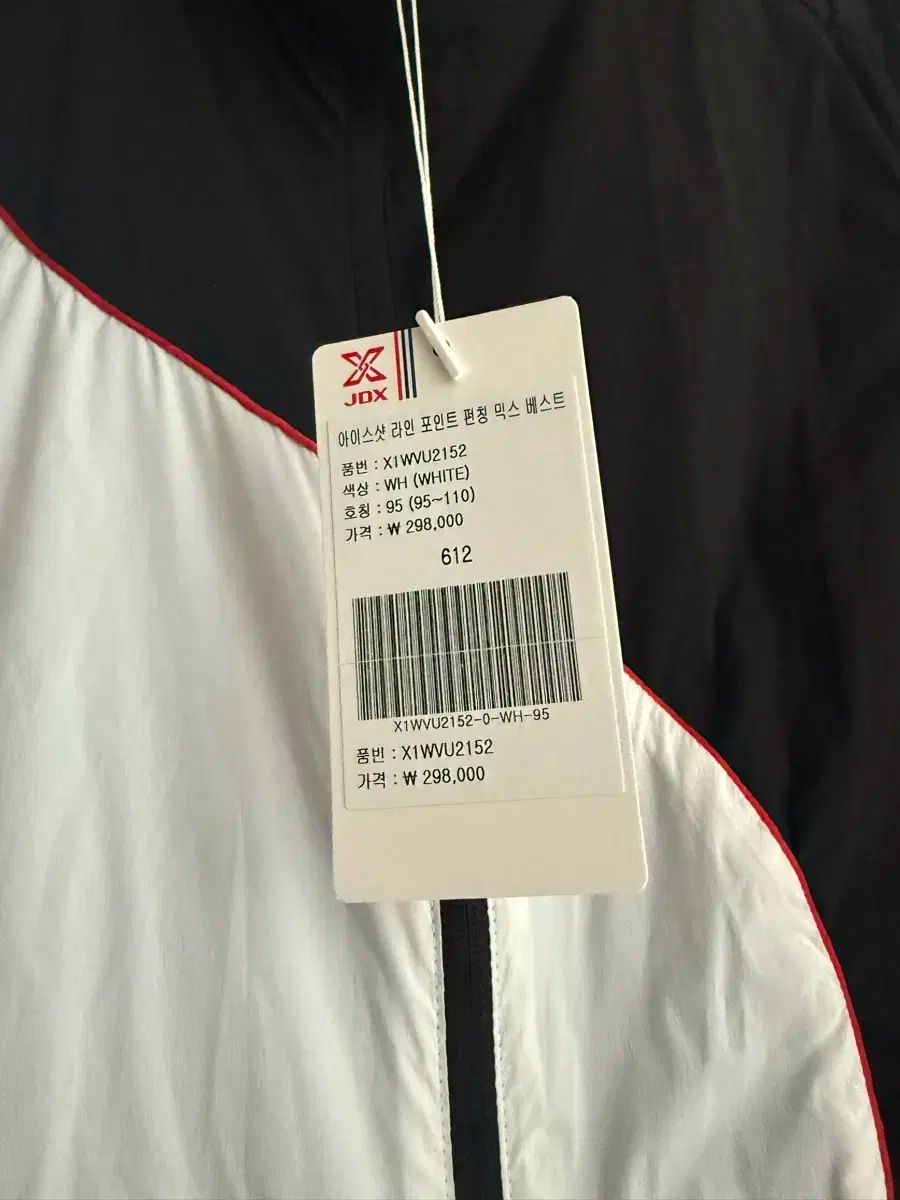 JDX
아이스샷 라인 포인트 펀칭 믹스 베스트
품번 : X1WVU2152
색상 : WH (WHITE)
호칭 : 95 (95~110)
가격 : ₩ 298,000
612
X1WVU2152-0-WH-95
품번 : X1WVU2152
가격 : ₩ 298,000